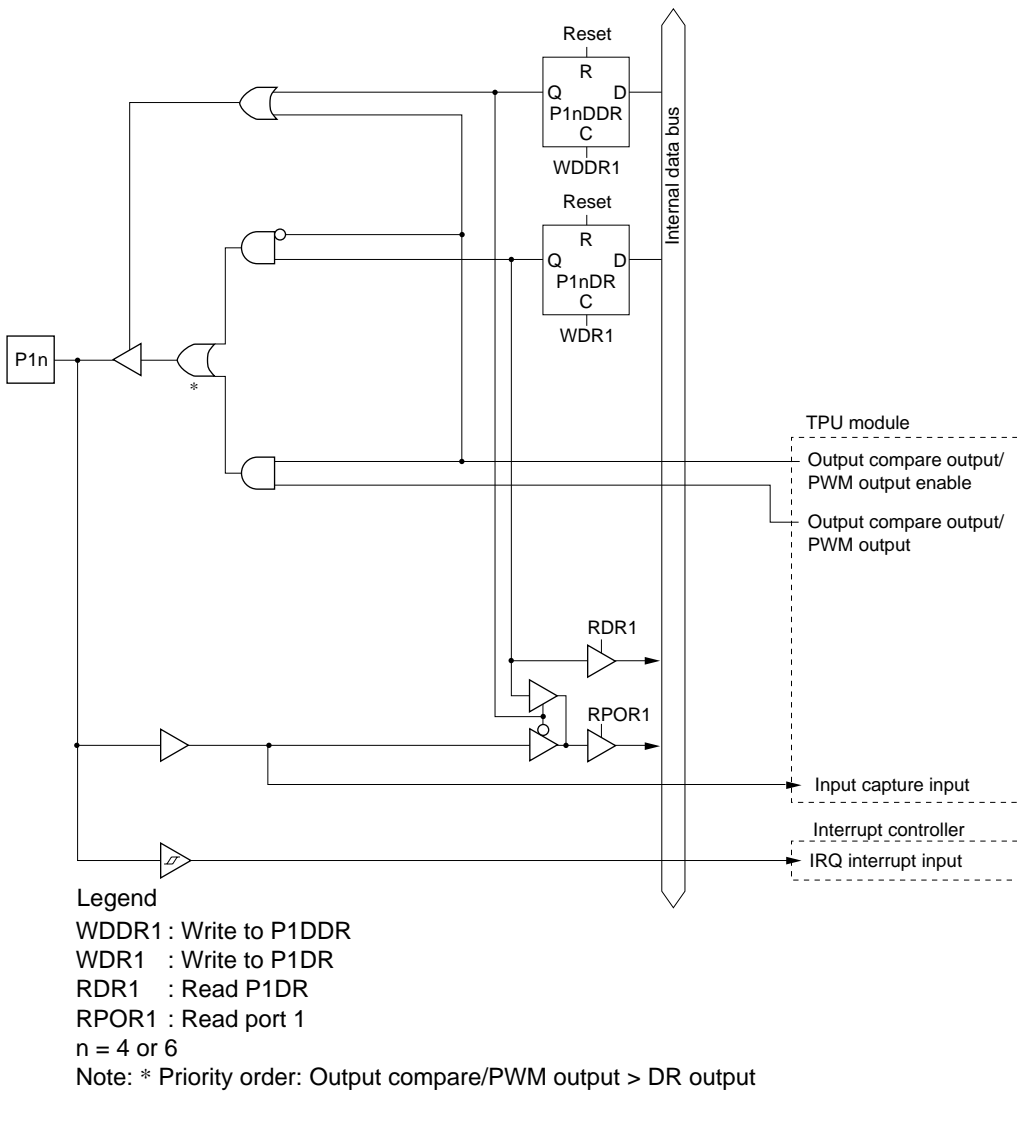 Reset
R
Q D
P1nDDR
C
WDDR1
Internal data bus
Reset
R
Q D
P1nDR
C
WDR1
P1n
*
TPU module
Output compare output/
PWM output enable
Output compare output/
PWM output
RDR1
RPOR1
Input capture input
Interrupt controller
IRQ interrupt input
Legend
WDDR1 : Write to P1DDR
WDR1 : Write to P1DR
RDR1 : Read P1DR
RPOR1 : Read port 1
n = 4 or 6
Note: * Priority order: Output compare/PWM output > DR output